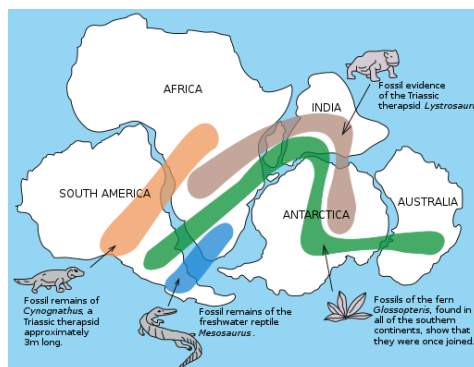 AFRICA
Fossil evidence
of the Triassic
therapsid
INDIA
SOUTH AMERICA
ANTARCTICA
AUSTRALIA
Fossil remains of
Cynognathus, a
Triassic therapsid
approximately
3m long.
Fossil remains of the
freshwater reptile
Mesosaurus.
Fossils of the fern
Glossopteris, found in
all of the southern
continents, show that
they were once joined.